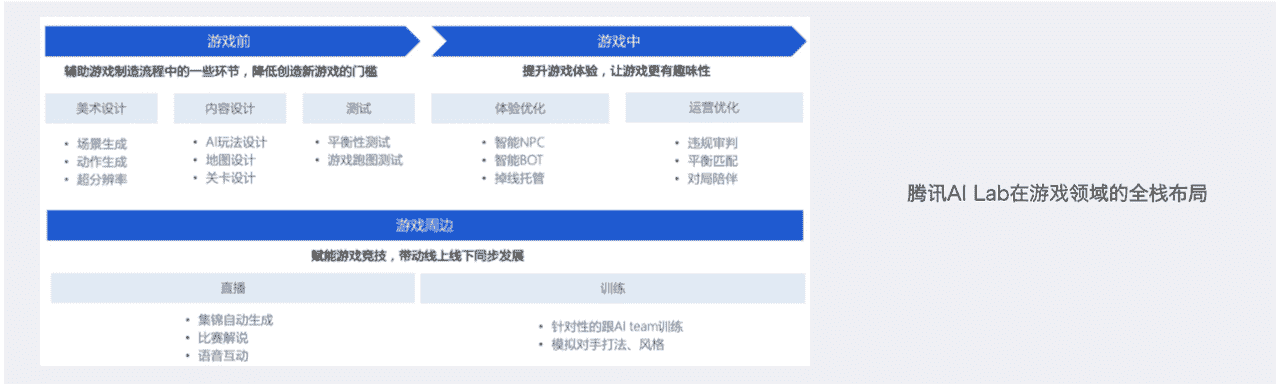 游戏前
游戏中
辅助游戏制造流程中的一些环节，降低创造新游戏的门槛
提升游戏体验，让游戏更有趣味性
美术设计
内容设计
测试
体验优化
运营优化
• 场景生成
• 动作生成
• 超分辨率
• AI玩法设计
• 地图设计
• 关卡设计
• 平衡性测试
• 游戏跑图测试
• 智能NPC
• 智能BOT
• 掉线托管
• 违规审判
• 平衡匹配
• 对局陪伴
游戏周边
赋能游戏竞技，带动线上线下同步发展
直播
训练
• 集锦自动生成
• 比赛解说
• 语音互动
• 针对性的跟AI team训练
• 模拟对手打法、风格
腾讯AI Lab在游戏领域的全栈布局